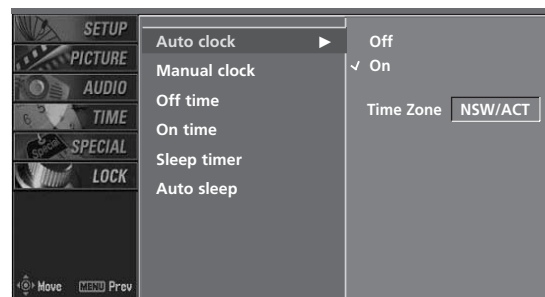 SETUP
PICTURE
AUDIO
TIME
SPECIAL
LOCK
Move MENU Prev
Auto clock ▶
Manual clock
Off time
On time
Sleep timer
Auto sleep
Off
✓ On
Time Zone NSW/ACT